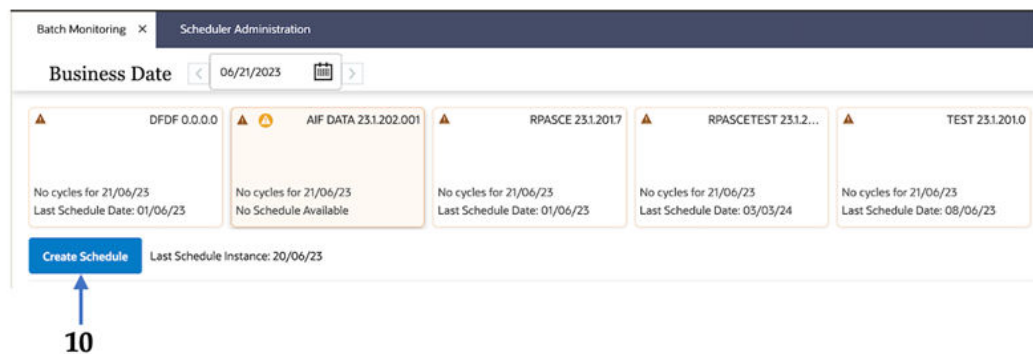 Batch Monitoring X Scheduler Administration
Business Date < 06/21/2023 >
DFDF 0.0.0.0
No cycles for 21/06/23
Last Schedule Date: 01/06/23
AIF DATA 23.1.202.001
No cycles for 21/06/23
No Schedule Available
RPASCE 23.1.201.7
No cycles for 21/06/23
Last Schedule Date: 01/06/23
RPASCETEST 23.1.2...
No cycles for 21/06/23
Last Schedule Date: 03/03/24
TEST 23.1.201.0
No cycles for 21/06/23
Last Schedule Date: 08/06/23
Create Schedule Last Schedule Instance: 20/06/23
10